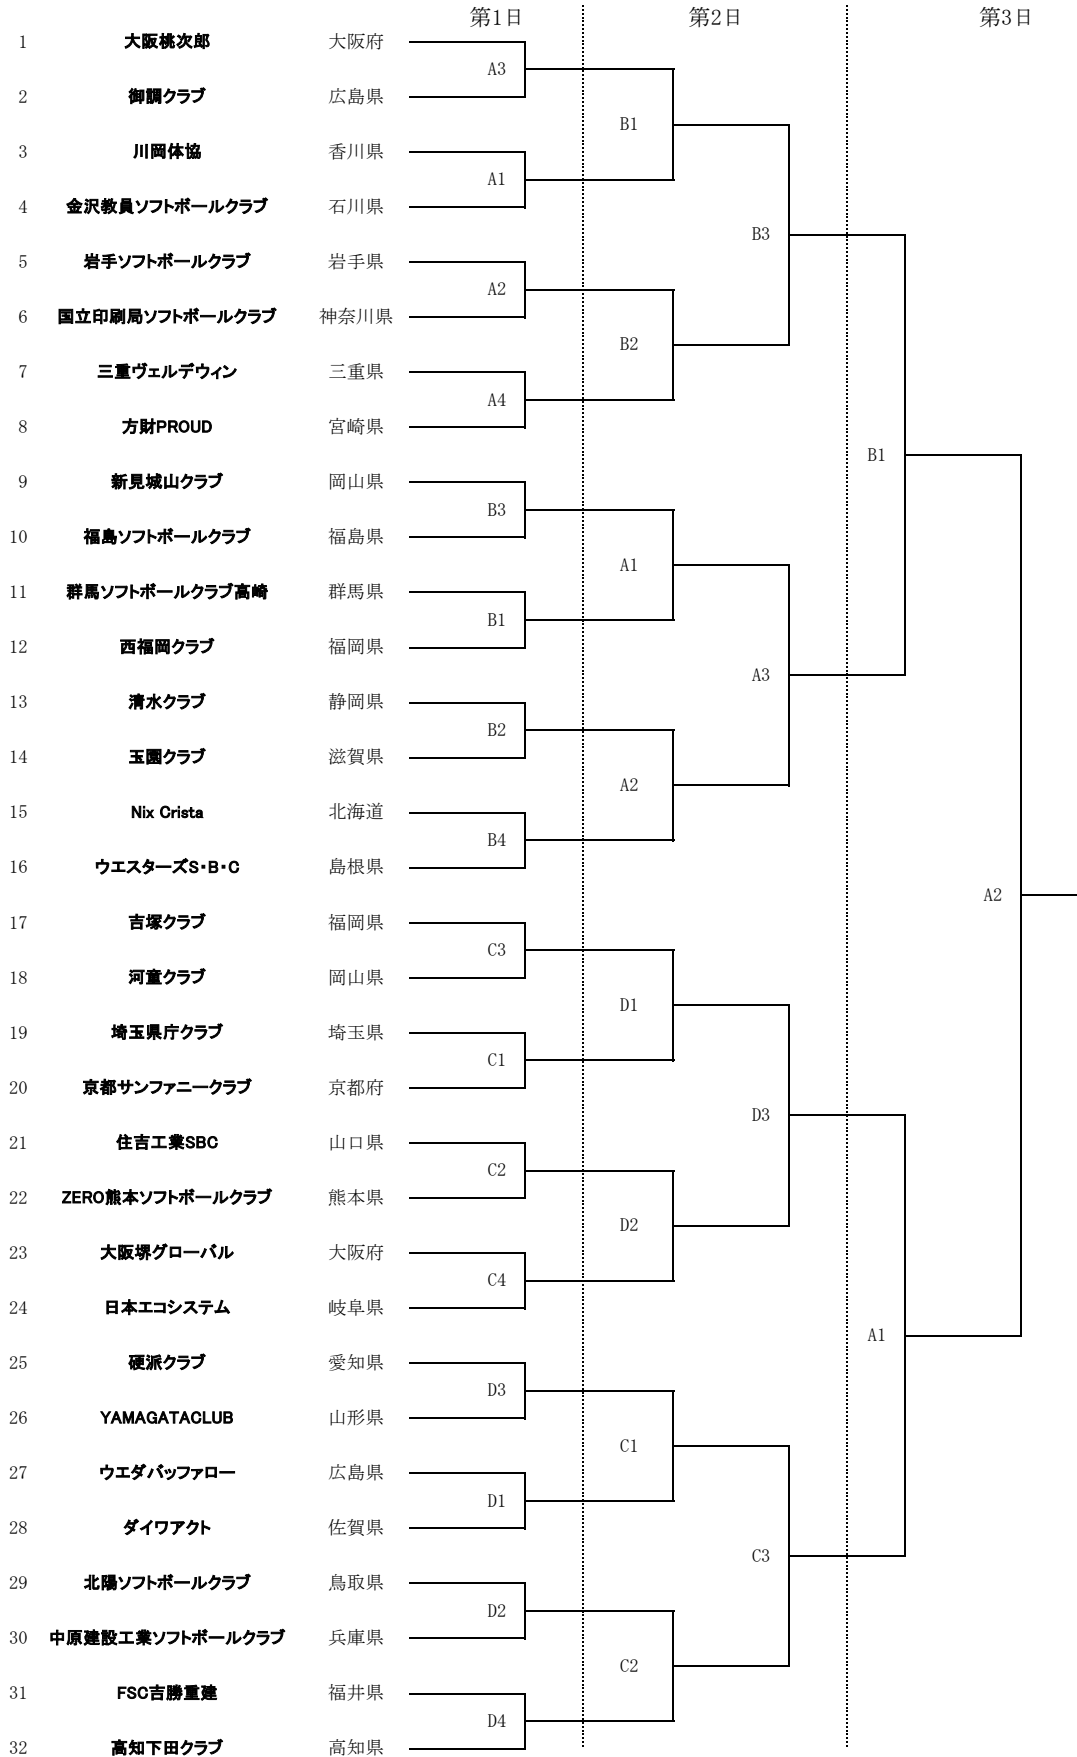 第1日 第2日 第3日
1 大阪桃次郎 大阪府
A3
2 御調クラブ 広島県
B1
3 川岡体協 香川県
A1
4 金沢教員ソフトボールクラブ 石川県
B3
5 岩手ソフトボールクラブ 岩手県
A2
6 国立印刷局ソフトボールクラブ 神奈川県
B2
7 三重ヴェルデウィン 三重県
A4
8 方財PROUD 宮崎県
B1
9 新見城山クラブ 岡山県
B3
10 福島ソフトボールクラブ 福島県
A1
11 群馬ソフトボールクラブ高崎 群馬県
B1
12 西福岡クラブ 福岡県
A3
13 清水クラブ 静岡県
B2
14 玉園クラブ 滋賀県
A2
15 Nix Crista 北海道
B4
16 ウエスターズS・B・C 島根県
A2
17 吉塚クラブ 福岡県
C3
18 河童クラブ 岡山県
D1
19 埼玉県庁クラブ 埼玉県
C1
20 京都サンファニークラブ 京都府
D3
21 住吉工業SBC 山口県
C2
22 ZERO熊本ソフトボールクラブ 熊本県
D2
23 大阪堺グローバル 大阪府
C4
24 日本エコシステム 岐阜県
A1
25 硬派クラブ 愛知県
D3
26 YAMAGATACLUB 山形県
C1
27 ウエダバッファロー 広島県
D1
28 ダイワアクト 佐賀県
C3
29 北陽ソフトボールクラブ 鳥取県
D2
30 中原建設工業ソフトボールクラブ 兵庫県
C2
31 FSC吉勝重建 福井県
D4
32 高知下田クラブ 高知県